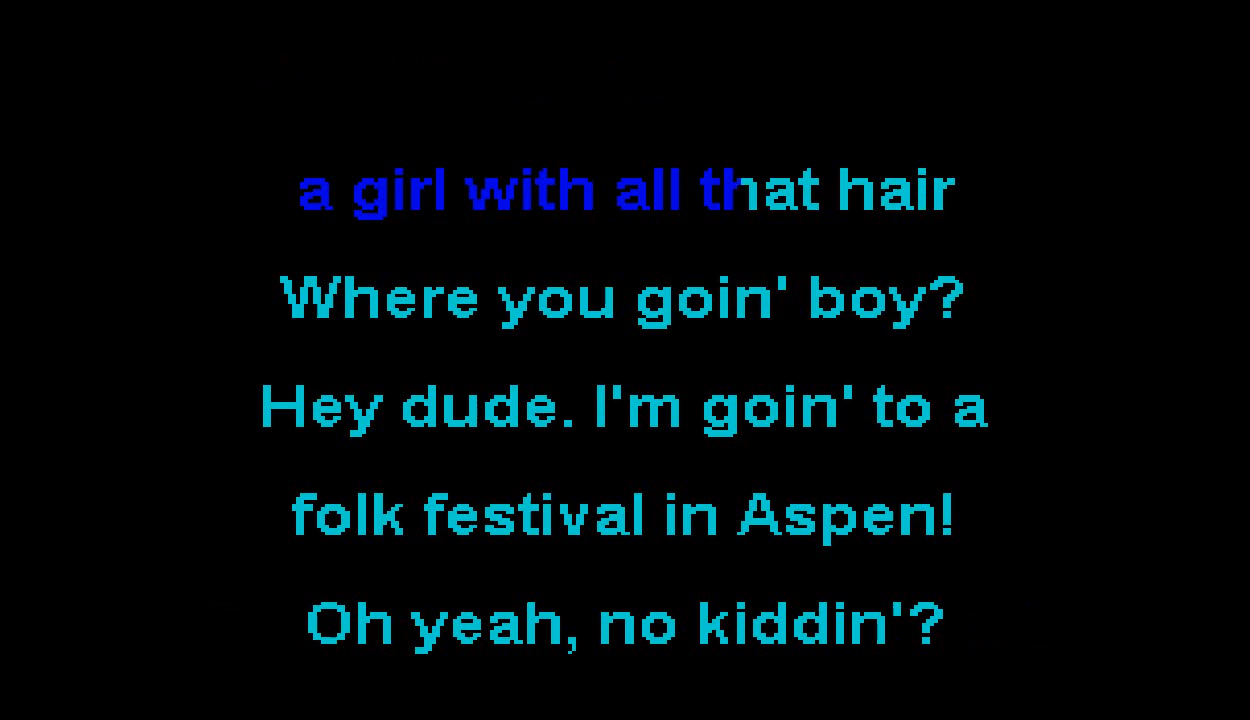 a girl with all that hair
Where you goin' boy?
Hey dude. I'm goin' to a
folk festival in Aspen!
Oh yeah, no kiddin'?